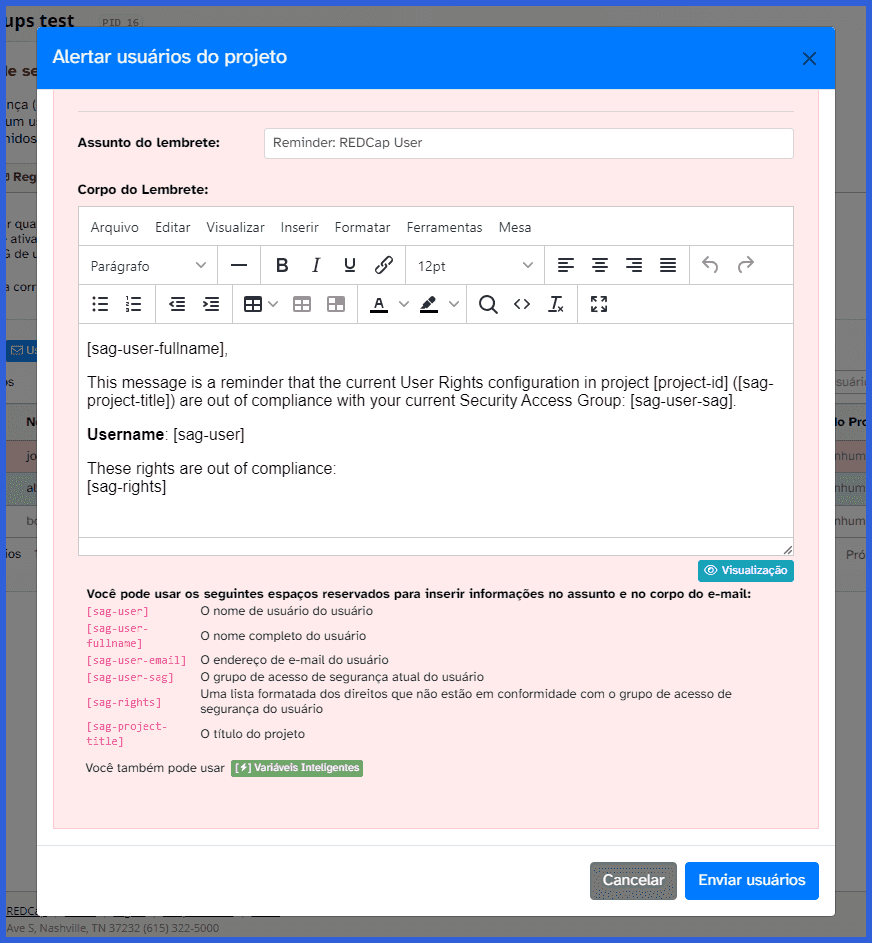 ups test PID 16
Alertar usuários do projeto
Assunto do lembrete: Reminder: REDCap User
Corpo do Lembrete:
Arquivo Editar Visualizar Inserir Formatar Ferramentas Mesa
Parágrafo B I U 12pt
A
[sag-user-fullname],
This message is a reminder that the current User Rights configuration in project [project-id] ([sag-
project-title]) are out of compliance with your current Security Access Group: [sag-user-sag].
Username: [sag-user]
These rights are out of compliance:
[sag-rights]
Visualização
Você pode usar os seguintes espaços reservados para inserir informações no assunto e no corpo do e-mail:
[sag-user] O nome de usuário do usuário
[sag-user-
fullname] O nome completo do usuário
[sag-user-email] O endereço de e-mail do usuário
[sag-user-sag] O grupo de acesso de segurança atual do usuário
[sag-rights] Uma lista formatada dos direitos que não estão em conformidade com o grupo de acesso de
segurança do usuário
[sag-project-
title] O título do projeto
Você também pode usar [⚡] Variáveis Inteligentes
Cancelar Enviar usuários
Ave S, Nashville, TN 37232 (615) 322-5000